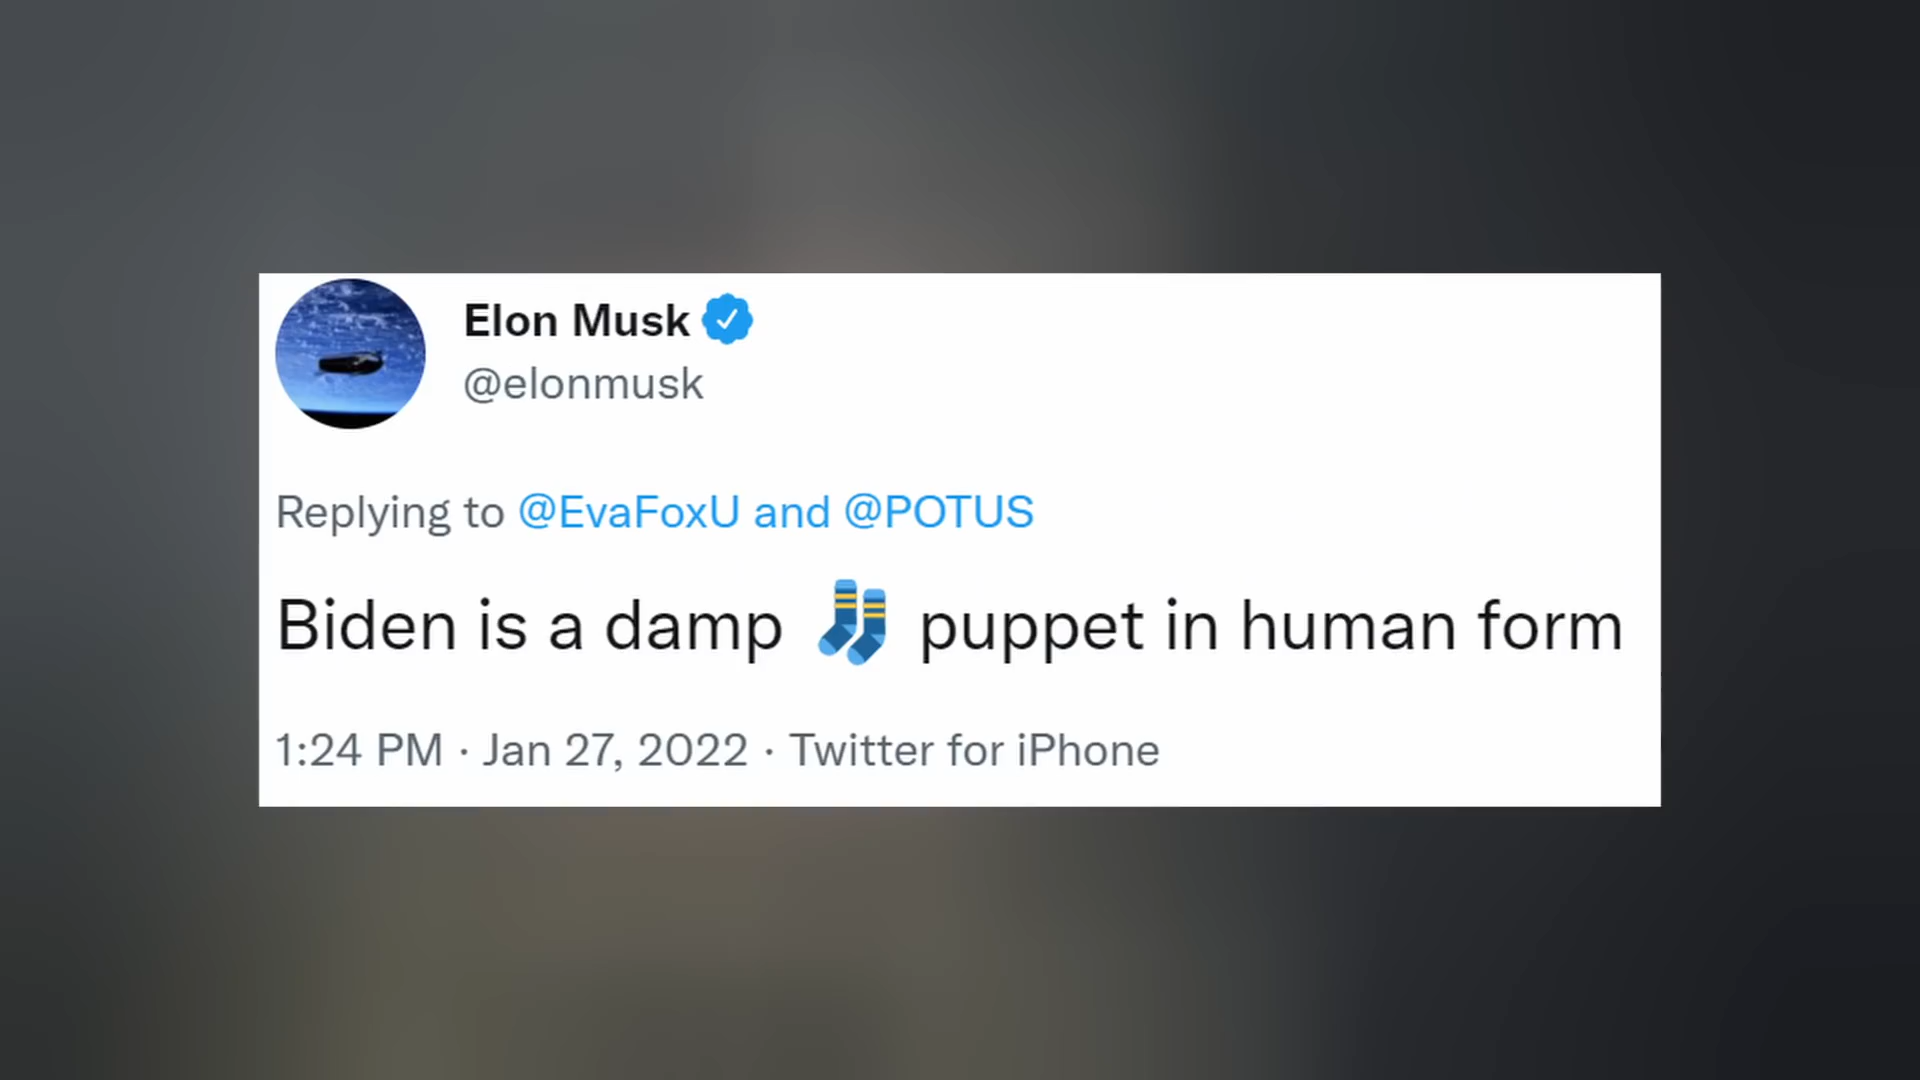 Elon Musk
@elonmusk
Replying to @EvaFoxU and @POTUS
Biden is a damp 🧦 puppet in human form
1:24 PM · Jan 27, 2022 · Twitter for iPhone